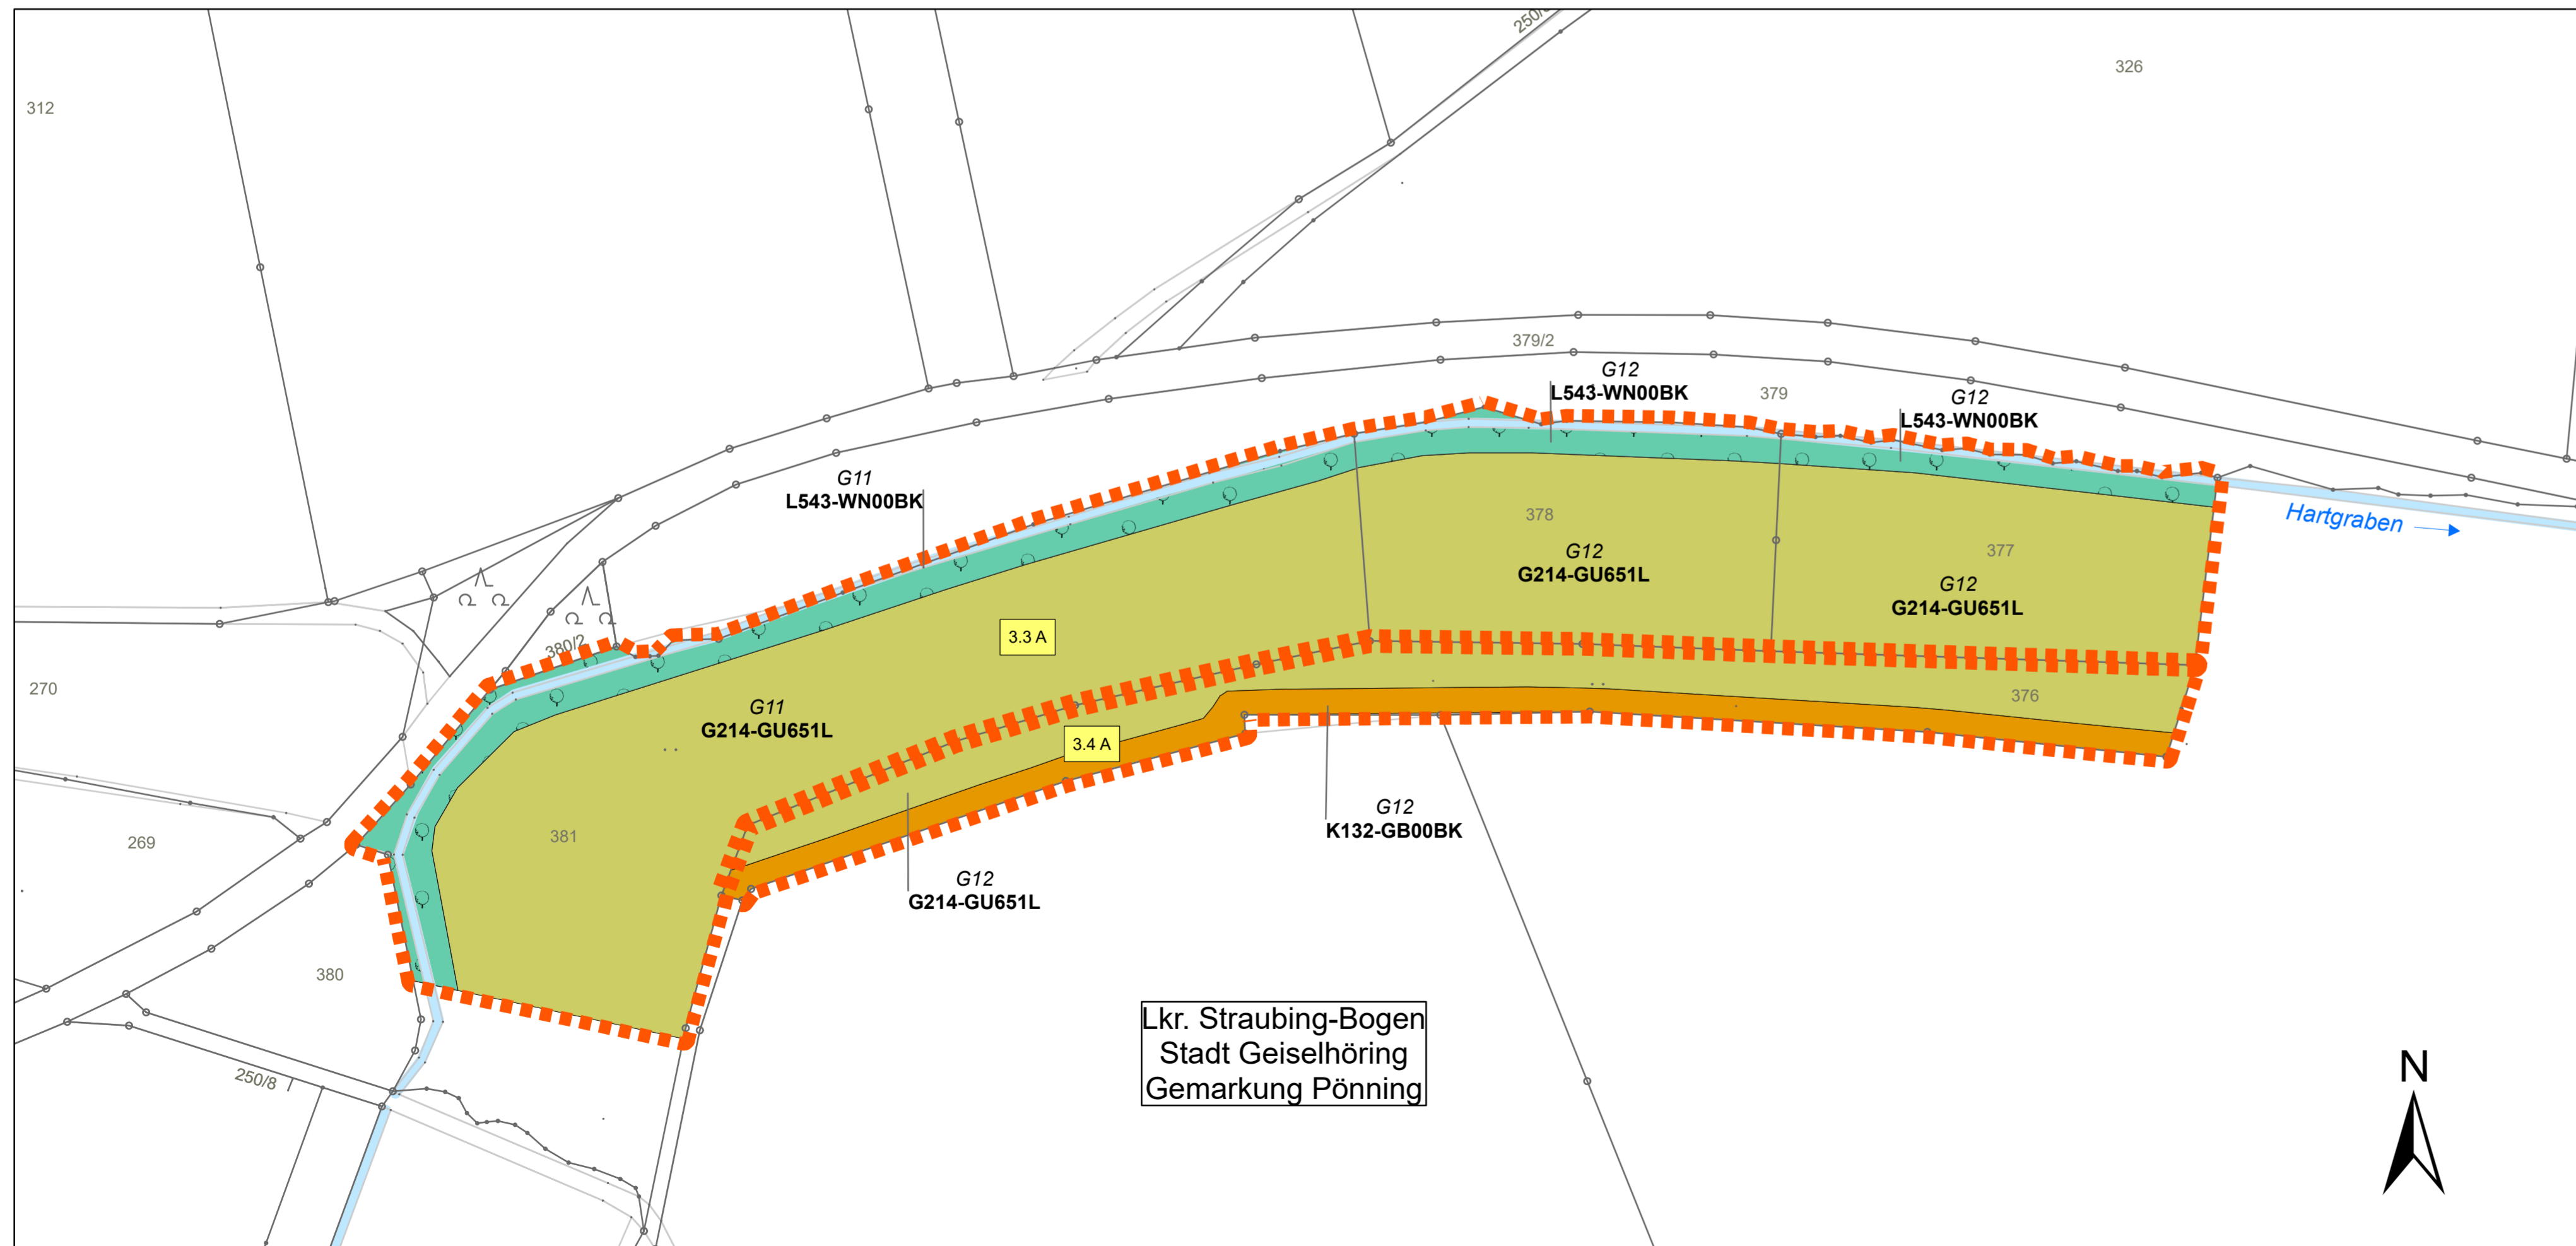 250/
326
312
379/2
G12
L543-WN00BK
379
G12
L543-WN00BK
G11
L543-WN00BK
378
Hartgraben
G12
G214-GU651L
377
G12
G214-GU651L
3.3 A
380/2
270
376
G11
G214-GU651L
3.4 A
381
269
G12
K132-GB00BK
G12
G214-GU651L
380
Lkr. Straubing-Bogen
Stadt Geiselhöring
Gemarkung Pönning
250/8
N